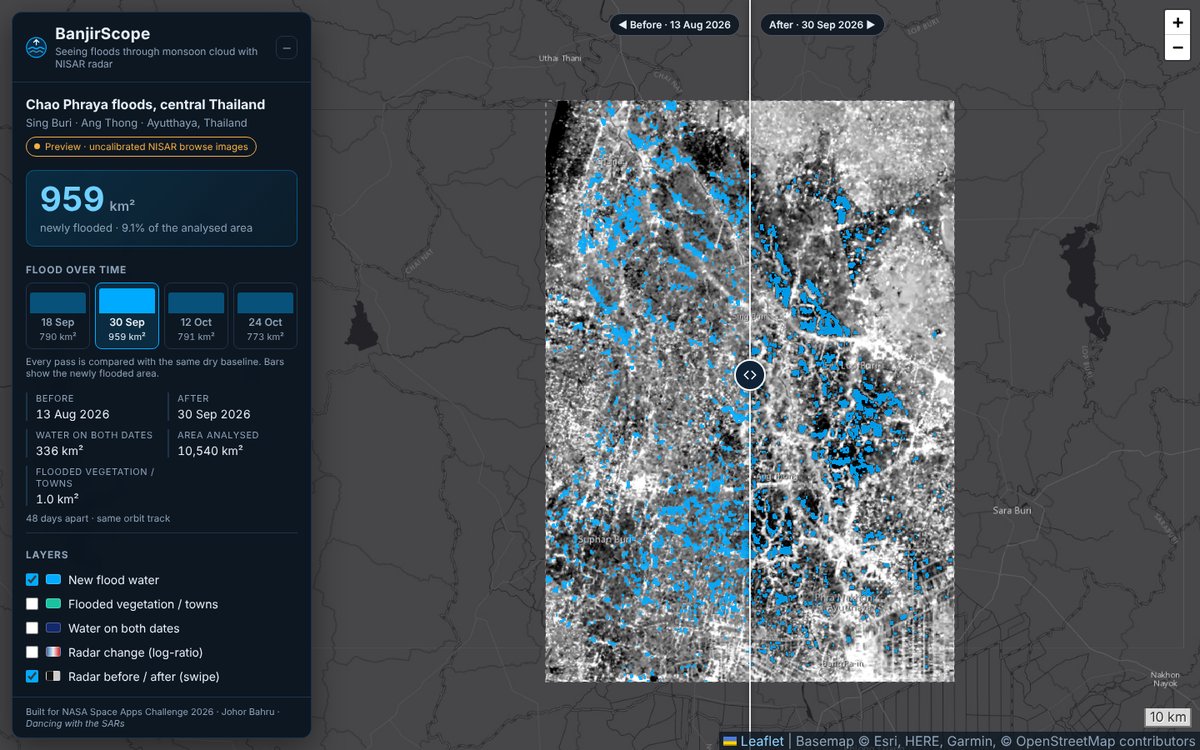 BanjirScope
Seeing floods through monsoon cloud with
NISAR radar
−
Chao Phraya floods, central Thailand
Sing Buri · Ang Thong · Ayutthaya, Thailand
Preview · uncalibrated NISAR browse images
959 km²
newly flooded · 9.1% of the analysed area
FLOOD OVER TIME
18 Sep
790 km²
30 Sep
959 km²
12 Oct
791 km²
24 Oct
773 km²
Every pass is compared with the same dry baseline. Bars
show the newly flooded area.
BEFORE
13 Aug 2026
AFTER
30 Sep 2026
WATER ON BOTH DATES
336 km²
AREA ANALYSED
10,540 km²
FLOODED VEGETATION /
TOWNS
1.0 km²
48 days apart · same orbit track
LAYERS
New flood water
Flooded vegetation / towns
Water on both dates
Radar change (log-ratio)
Radar before / after (swipe)
Built for NASA Space Apps Challenge 2026 · Johor Bahru ·
Dancing with the SARs
◀ Before · 13 Aug 2026
After · 30 Sep 2026 ▶
+
−
Uthai Thani
CHAI NAT
LOP BURI
CHAI NAT
Suphan Buri
Ang Thong
Sara Buri
Nakhon
Nayok
10 km
Leaflet | Basemap © Esri, HERE, Garmin, © OpenStreetMap contributors